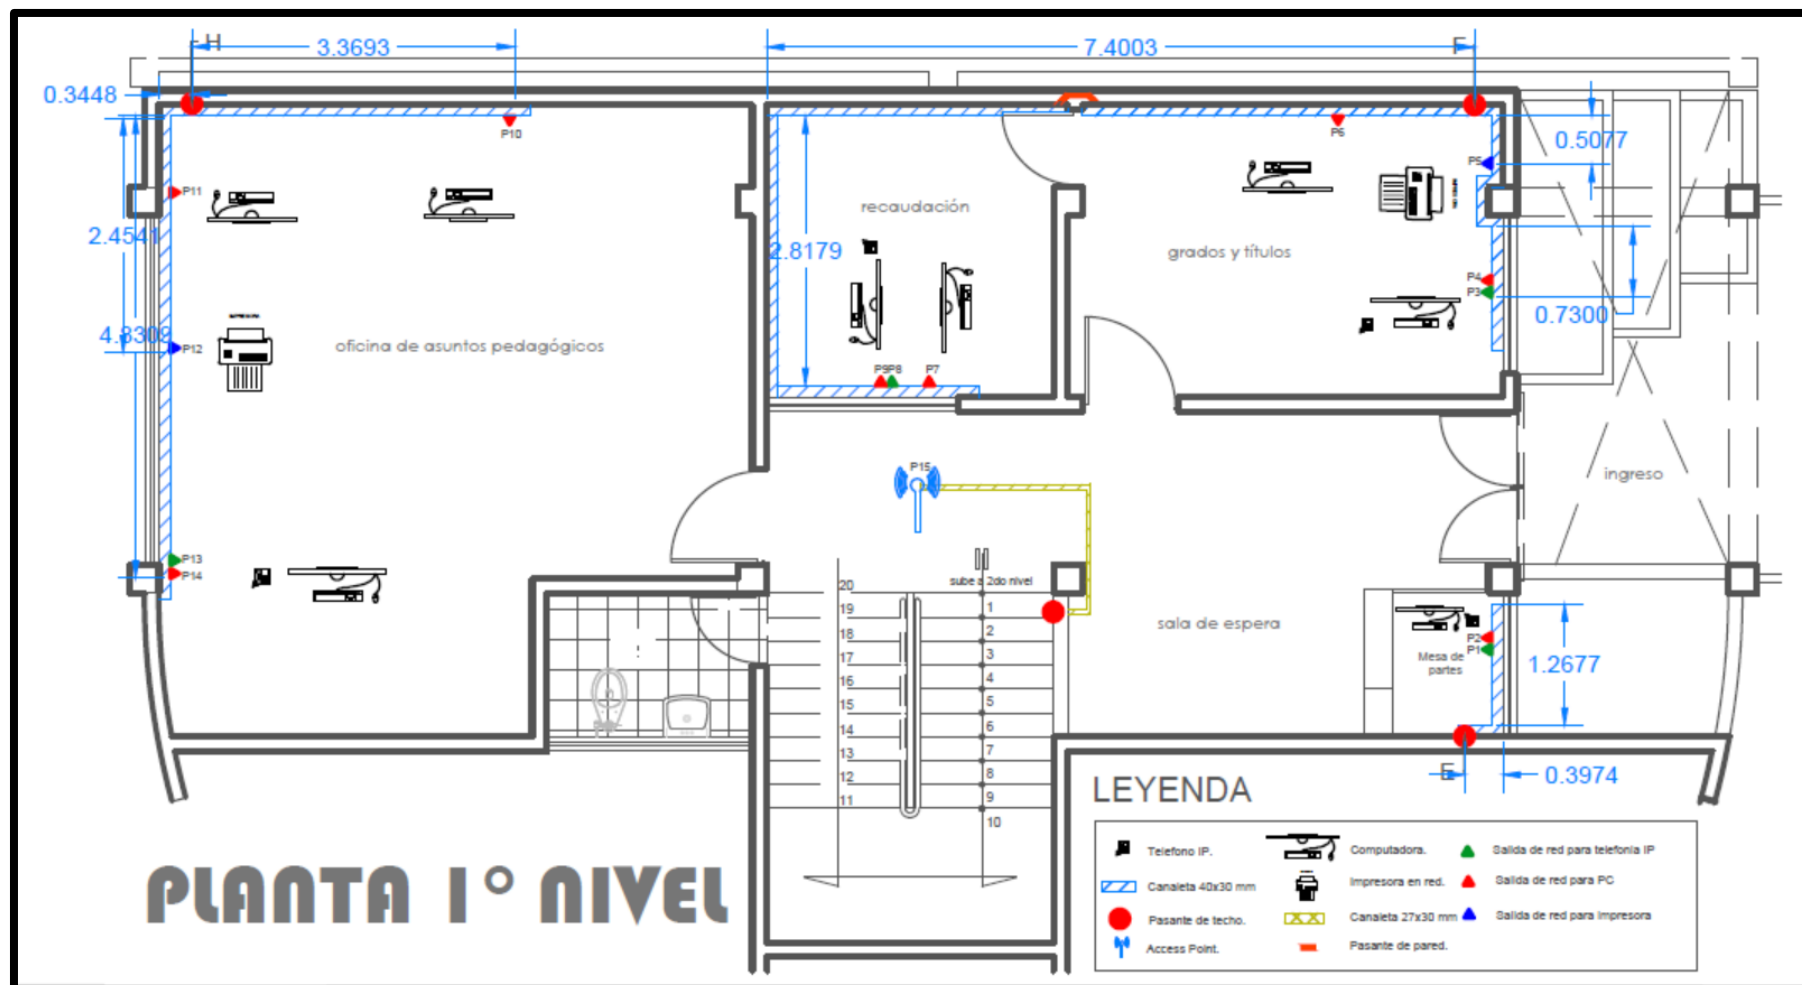 H
3.3693
7.4003
F
0.3448
P10
P6
0.5077
P5
P11
recaudación
2.4541
2.8179
grados y títulos
P4
P3
0.7300
4.8309
P12
oficina de asuntos pedagógicos
P9
P8
P7
P15
ingreso
P13
P14
sube a 2do nivel
20
19
18
17
16
15
14
13
12
11
1
2
3
4
5
6
7
8
9
10
sala de espera
P2
P1
Mesa de
partes
1.2677
E
0.3974
LEYENDA
Telefono IP.
Computadora.
Salida de red para telefonia IP
Canaleta 40x30 mm
Impresora en red.
Salida de red para PC
Pasante de techo.
Canaleta 27x30 mm
Salida de red para Impresora
Access Point.
Pasante de pared.
PLANTA 1° NIVEL